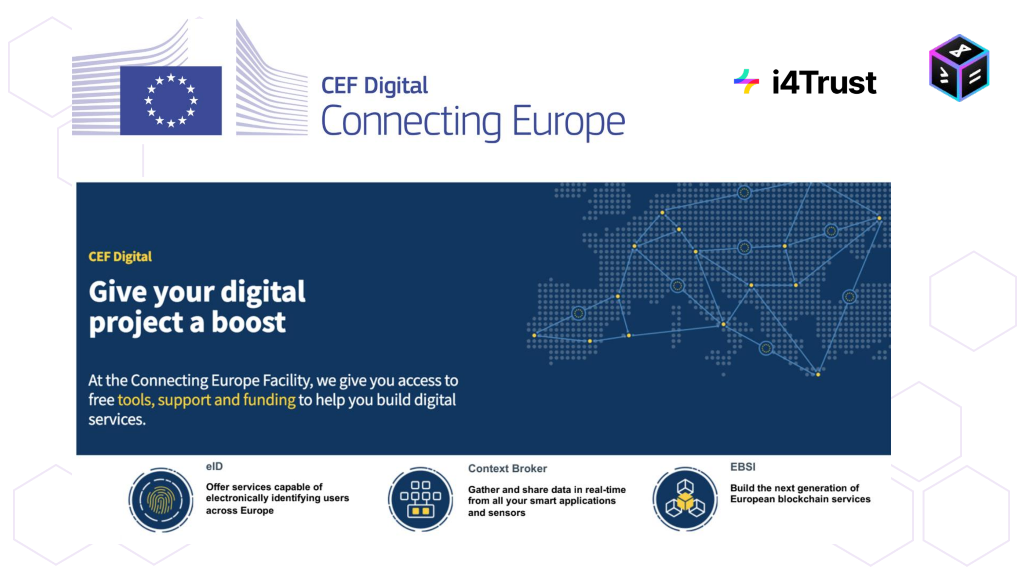 CEF Digital
Connecting Europe
i4Trust
CEF Digital
Give your digital
project a boost
At the Connecting Europe Facility, we give you access to
free tools, support and funding to help you build digital
services.
eID
Offer services capable of
electronically identifying users
across Europe
Context Broker
Gather and share data in real-time
from all your smart applications
and sensors
EBSI
Build the next generation of
European blockchain services